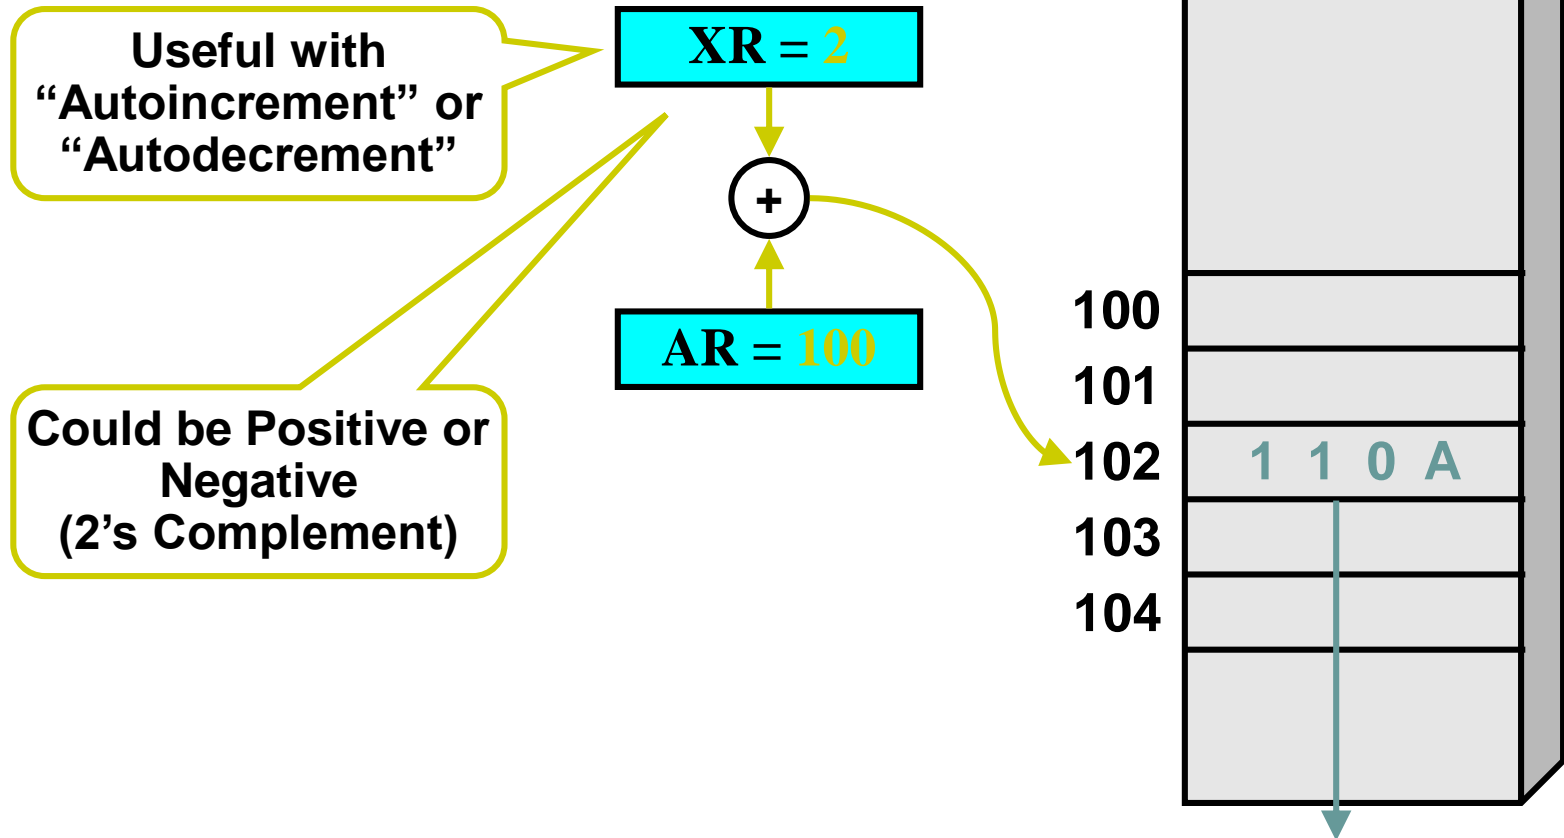 Useful with
“Autoincrement” or
“Autodecrement”
XR = 2
+
AR = 100
Could be Positive or
Negative
(2’s Complement)
100
101
102 1 1 0 A
103
104